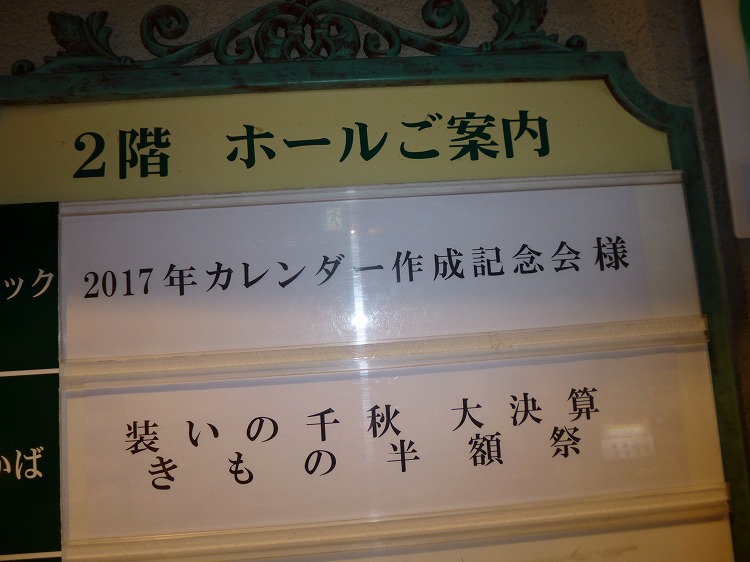 2階 ホールご案内
ック
2017年カレンダー作成記念会様
かば
装いの千秋 大決算
きもの半額祭